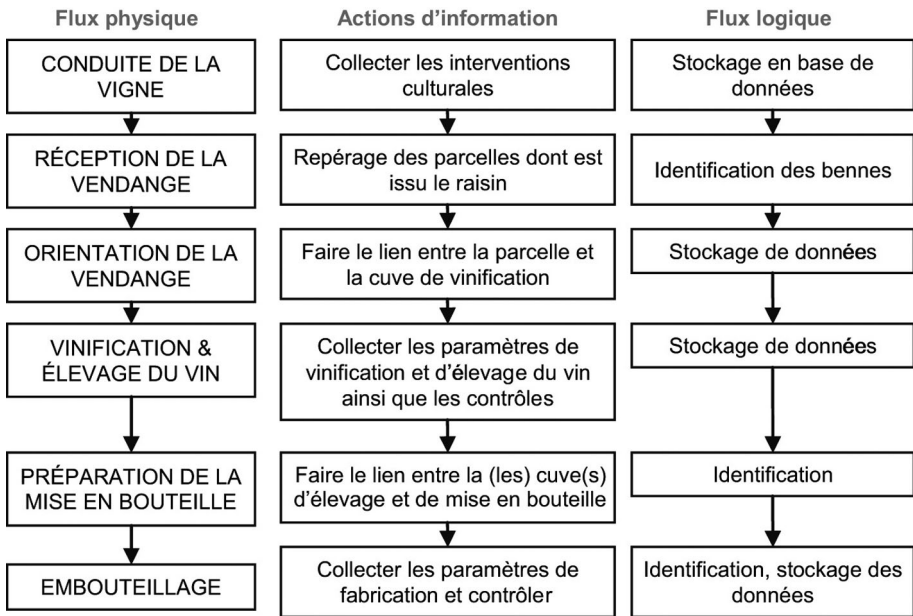 Flux physique
Actions d'information
Flux logique
CONDUITE DE LA
VIGNE
Collecter les interventions
culturales
Stockage en base de
données
RÉCEPTION DE LA
VENDANGE
Repérage des parcelles dont est
issu le raisin
Identification des bennes
ORIENTATION DE LA
VENDANGE
Faire le lien entre la parcelle et
la cuve de vinification
Stockage de données
VINIFICATION &
ÉLEVAGE DU VIN
Collecter les paramètres de
vinification et d'élevage du vin
ainsi que les contrôles
Stockage de données
PRÉPARATION DE LA
MISE EN BOUTEILLE
Faire le lien entre la (les) cuve(s)
d'élevage et de mise en bouteille
Identification
EMBOUTEILLAGE
Collecter les paramètres de
fabrication et contrôler
Identification, stockage des
données